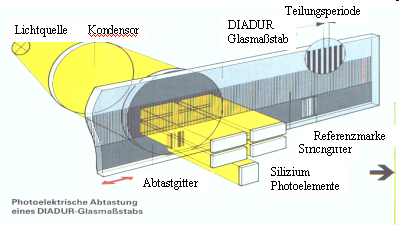 Teilungsperiode
Lichtquelle
Kondensor
DIADUR
Glasmaßstab
Referenzmarke
Strichgitter
Abtastgitter
Silizium
Photoelemente
Photoelektrische Abtastung
eines DIADUR-Glasmaßstabs